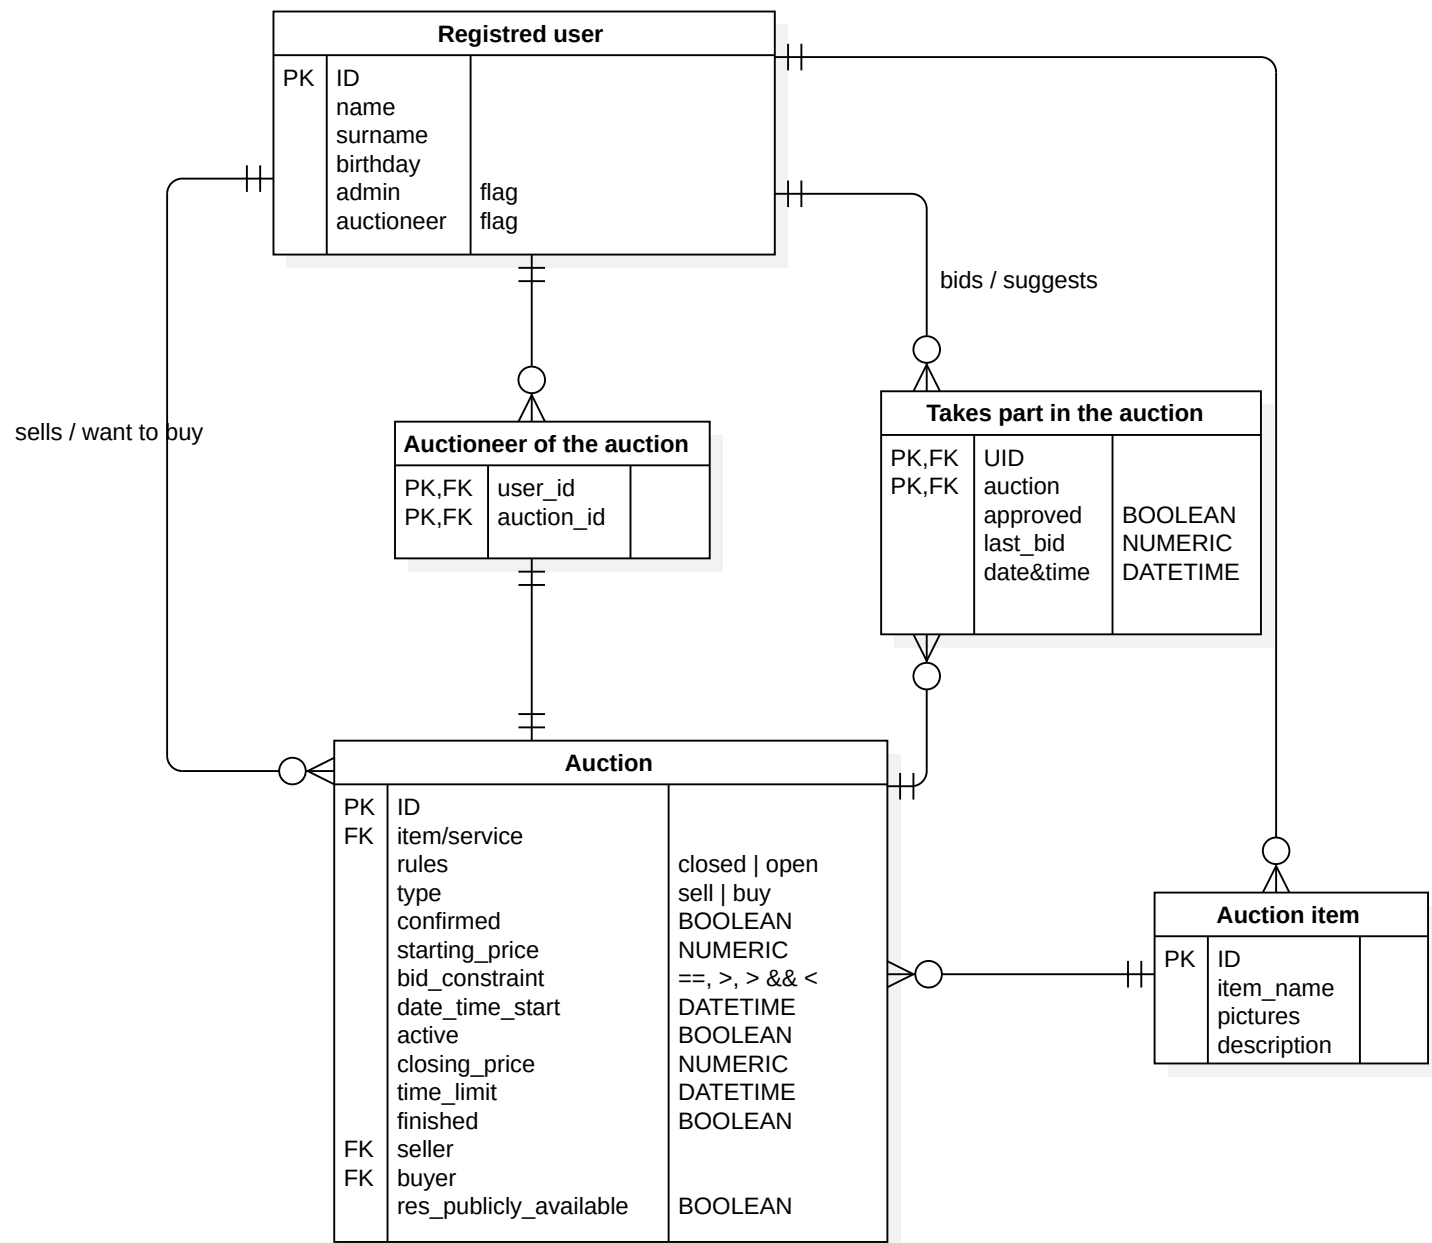 Registred user
PK ID
name
surname
birthday
admin flag
auctioneer flag
bids / suggests
sells / want to buy
Auctioneer of the auction
PK,FK user_id
PK,FK auction_id
Takes part in the auction
PK,FK UID
PK,FK auction
approved BOOLEAN
last_bid NUMERIC
date&time DATETIME
Auction
PK ID
FK item/service
rules closed | open
type sell | buy
confirmed BOOLEAN
starting_price NUMERIC
bid_constraint ==, >, > && <
date_time_start DATETIME
active BOOLEAN
closing_price NUMERIC
time_limit DATETIME
finished BOOLEAN
FK seller
FK buyer
res_publicly_available BOOLEAN
Auction item
PK ID
item_name
pictures
description